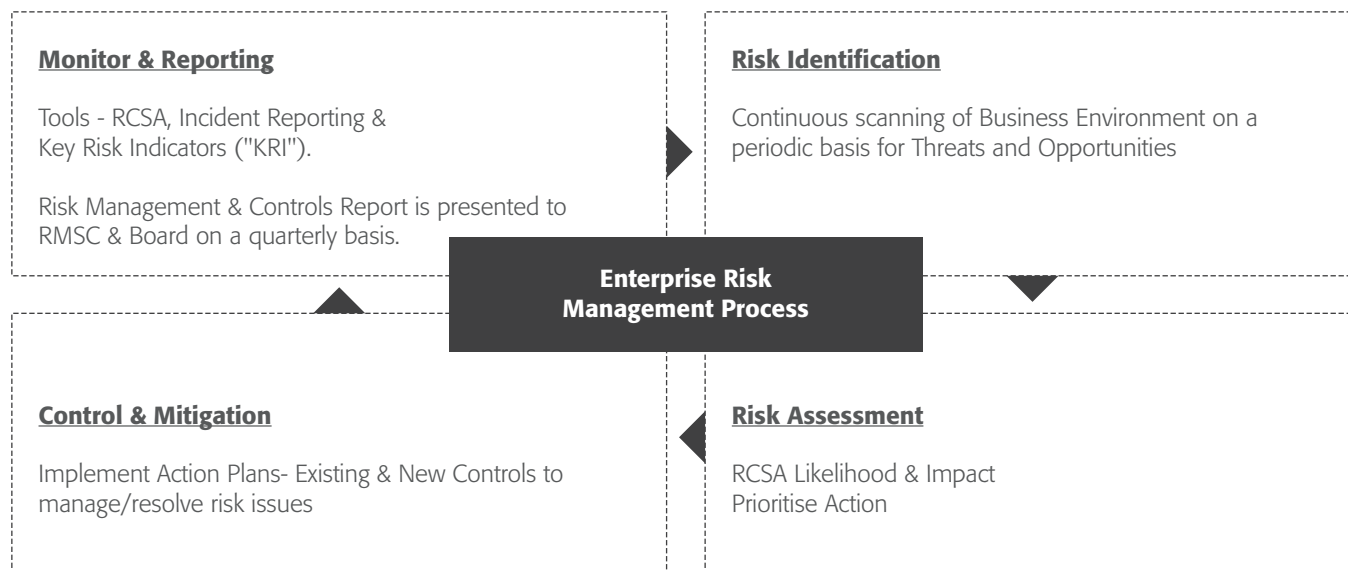 Monitor & Reporting
Tools - RCSA, Incident Reporting &
Key Risk Indicators ("KRI").
Risk Management & Controls Report is presented to
RMSC & Board on a quarterly basis.
Risk Identification
Continuous scanning of Business Environment on a
periodic basis for Threats and Opportunities
Enterprise Risk
Management Process
Control & Mitigation
Implement Action Plans- Existing & New Controls to
manage/resolve risk issues
Risk Assessment
RCSA Likelihood & Impact
Prioritise Action